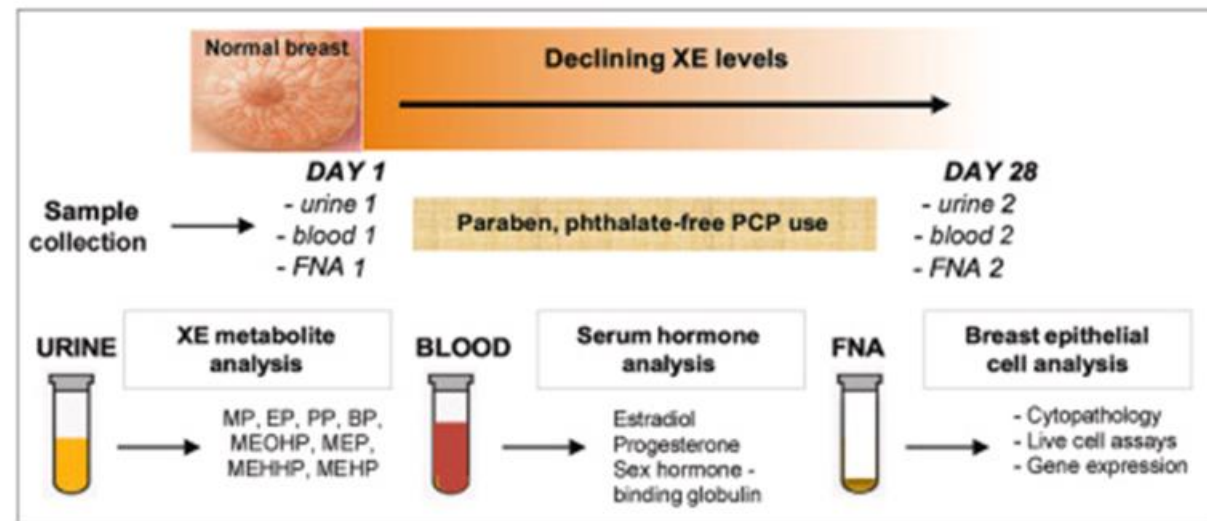 Normal breast
Declining XE levels
DAY 1
- urine 1
- blood 1
- FNA 1
Sample
collection
Paraben, phthalate-free PCP use
DAY 28
- urine 2
- blood 2
- FNA 2
URINE
XE metabolite
analysis
MP, EP, PP, BP,
MEOHP, MEP,
MEHHP, MEHP
BLOOD
Serum hormone
analysis
Estradiol
Progesterone
Sex hormone -
binding globulin
FNA
Breast epithelial
cell analysis
- Cytopathology
- Live cell assays
- Gene expression